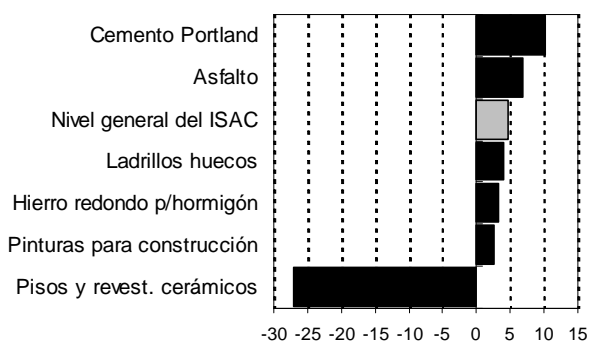 Cemento Portland
Asfalto
Nivel general del ISAC
Ladrillos huecos
Hierro redondo p/hormigón
Pinturas para construcción
Pisos y revest. cerámicos
-30 -25 -20 -15 -10 -5 0 5 10 15